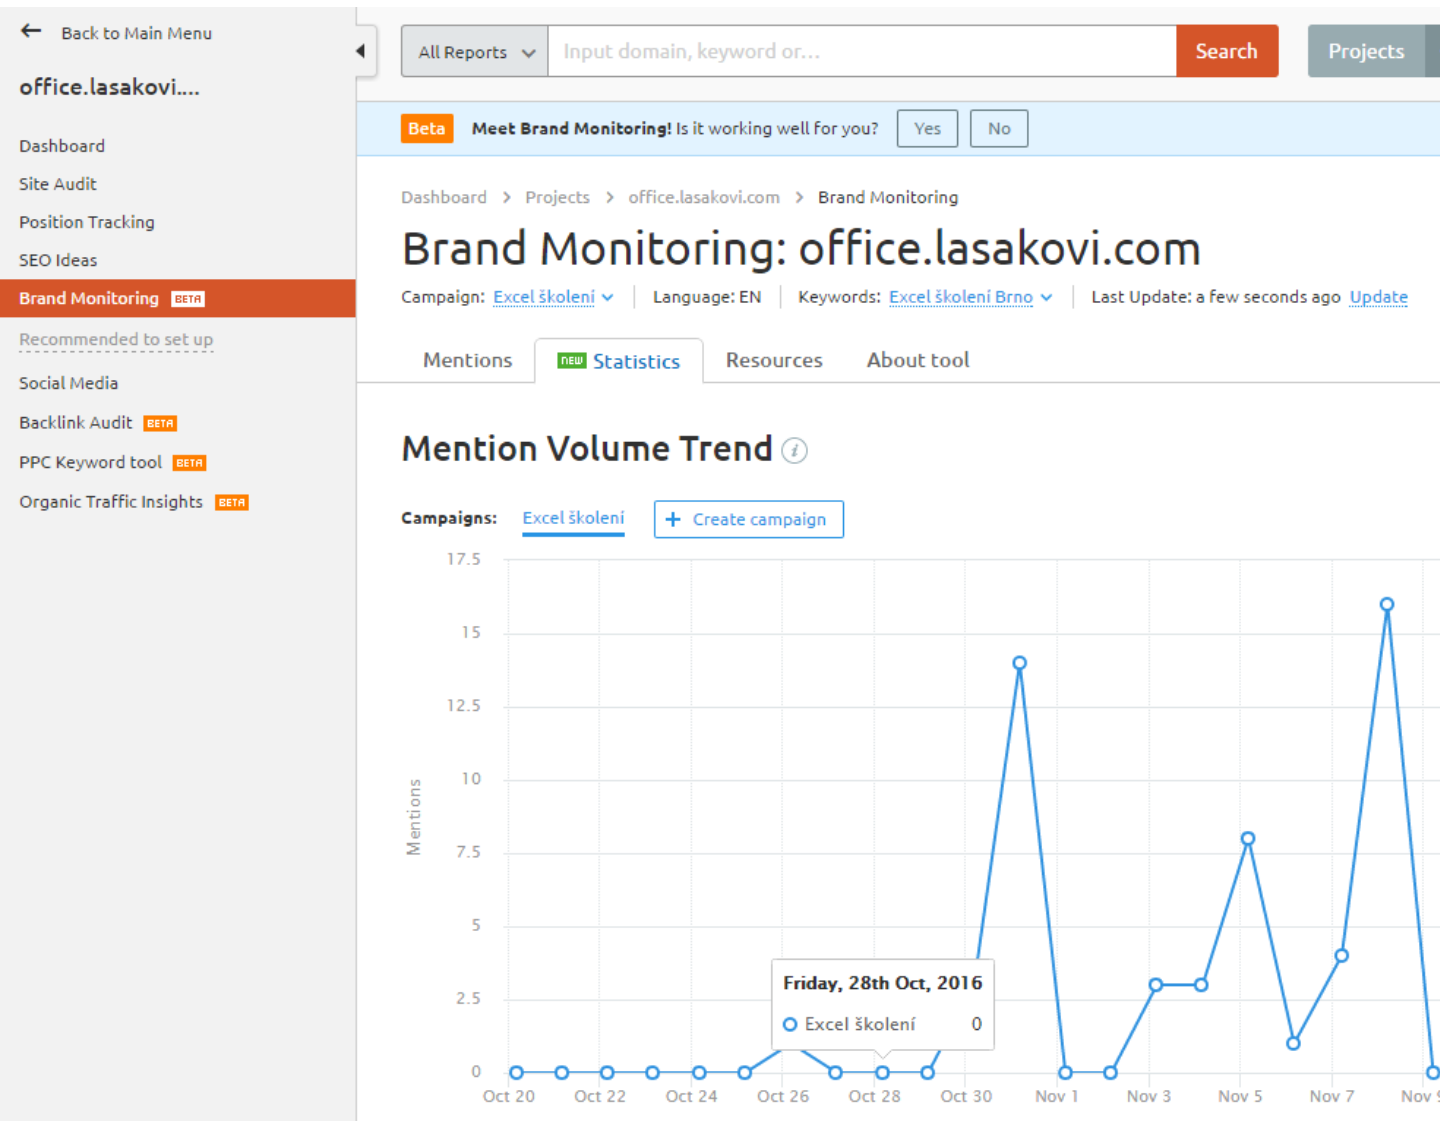 Back to Main Menu
office.lasakovi....
Dashboard
Site Audit
Position Tracking
SEO Ideas
Brand Monitoring BETA
Recommended to set up
Social Media
Backlink Audit BETA
PPC Keyword tool BETA
Organic Traffic Insights BETA
All Reports Input domain, keyword or... Search Projects
Beta Meet Brand Monitoring! Is it working well for you? Yes No
Dashboard > Projects > office.lasakovi.com > Brand Monitoring
Brand Monitoring: office.lasakovi.com
Campaign: Excel školení Language: EN Keywords: Excel školení Brno Last Update: a few seconds ago Update
Mentions new Statistics Resources About tool
Mention Volume Trend i
Campaigns: Excel školení + Create campaign
17.5
15
12.5
10
7.5
5
2.5
0
Mentions
Friday, 28th Oct, 2016
Excel školení 0
Oct 20 Oct 22 Oct 24 Oct 26 Oct 28 Oct 30 Nov 1 Nov 3 Nov 5 Nov 7 Nov 9